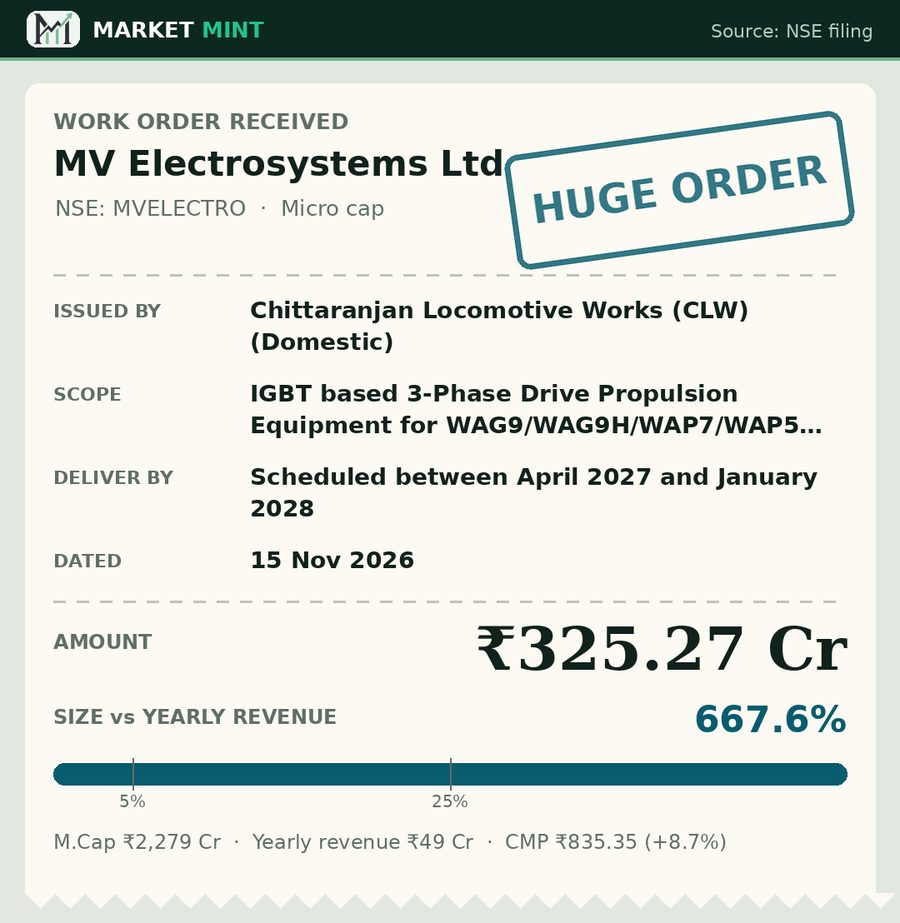 MARKET MINT
Source: NSE filing
WORK ORDER RECEIVED
MV Electrosystems Ltd.
HUGE ORDER
NSE: MVELECTRO · Micro cap
ISSUED BY
Chittaranjan Locomotive Works (CLW)
(Domestic)
SCOPE
IGBT based 3-Phase Drive Propulsion
Equipment for WAG9/WAG9H/WAP7/WAP5…
DELIVER BY
Scheduled between April 2027 and January
2028
DATED
15 Nov 2026
AMOUNT
₹325.27 Cr
SIZE vs YEARLY REVENUE
667.6%
5%
25%
M.Cap ₹2,279 Cr · Yearly revenue ₹49 Cr · CMP ₹835.35 (+8.7%)